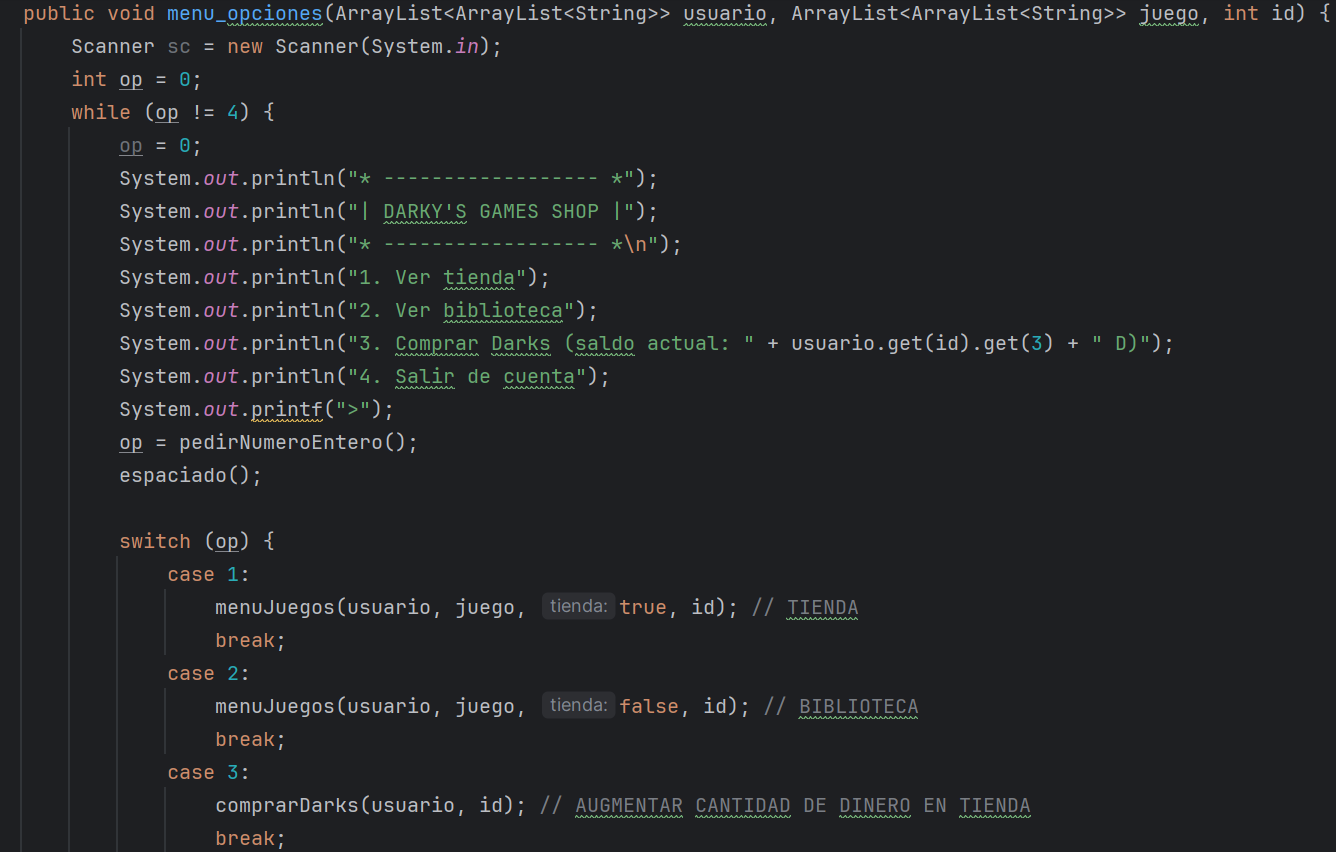 public void menu_opciones(ArrayList<ArrayList<String>> usuario, ArrayList<ArrayList<String>> juego, int id) {
Scanner sc = new Scanner(System.in);
int op = 0;
while (op != 4) {
op = 0;
System.out.println("* ------------------ *");
System.out.println("| DARKY'S GAMES SHOP |");
System.out.println("* ------------------ *\n");
System.out.println("1. Ver tienda");
System.out.println("2. Ver biblioteca");
System.out.println("3. Comprar Darks (saldo actual: " + usuario.get(id).get(3) + " D)");
System.out.println("4. Salir de cuenta");
System.out.printf(">");
op = pedirNumeroEntero();
espaciado();
switch (op) {
case 1:
menuJuegos(usuario, juego, tienda: true, id); // TIENDA
break;
case 2:
menuJuegos(usuario, juego, tienda: false, id); // BIBLIOTECA
break;
case 3:
comprarDarks(usuario, id); // AUGMENTAR CANTIDAD DE DINERO EN TIENDA
break;